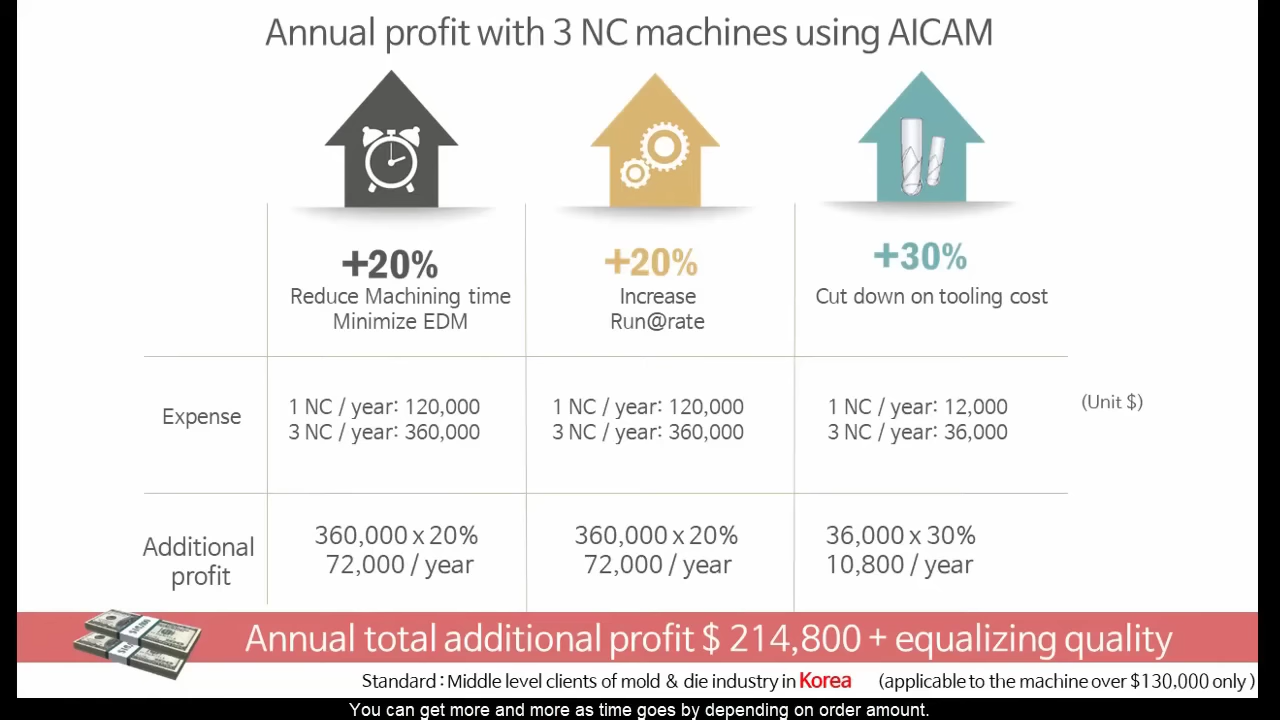 Annual profit with 3 NC machines using AICAM
+20%
Reduce Machining time
Minimize EDM
+20%
Increase
Run@rate
+30%
Cut down on tooling cost
Expense
1 NC / year: 120,000
3 NC / year: 360,000
1 NC / year: 120,000
3 NC / year: 360,000
1 NC / year: 12,000
3 NC / year: 36,000
(Unit $)
Additional
profit
360,000 x 20%
72,000 / year
360,000 x 20%
72,000 / year
36,000 x 30%
10,800 / year
Annual total additional profit $ 214,800 + equalizing quality
Standard : Middle level clients of mold & die industry in Korea (applicable to the machine over $130,000 only )
You can get more and more as time goes by depending on order amount.